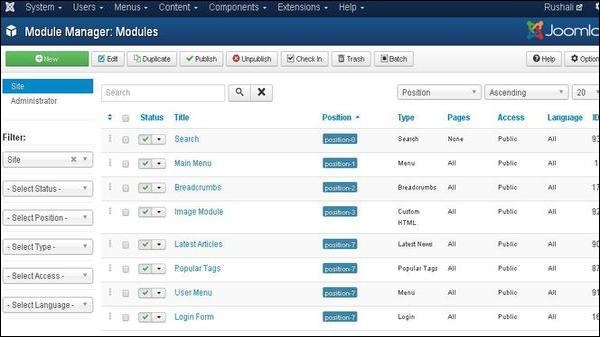 System Users Menus Content Components Extensions Help Rushali
Module Manager: Modules Joomla
New Edit Duplicate Publish Unpublish Check In Trash Batch Help Option
Site
Administrator
Search Position Ascending 20
Status Title Position Type Pages Access Language ID
Filter:
Site
- Select Status -
- Select Position -
- Select Type -
- Select Access -
- Select Language -
Search position-0 Search None Public All 93
Main Menu position-1 Menu All Public All 1
Breadcrumbs position-2 Breadcrumbs All Public All 17
Image Module position-3 Custom HTML All Public All 92
Latest Articles position-7 Latest News All Public All 90
Popular Tags position-7 Popular Tags All Public All 87
User Menu position-7 Menu All Public All 91
Login Form position-7 Login All Public All 16